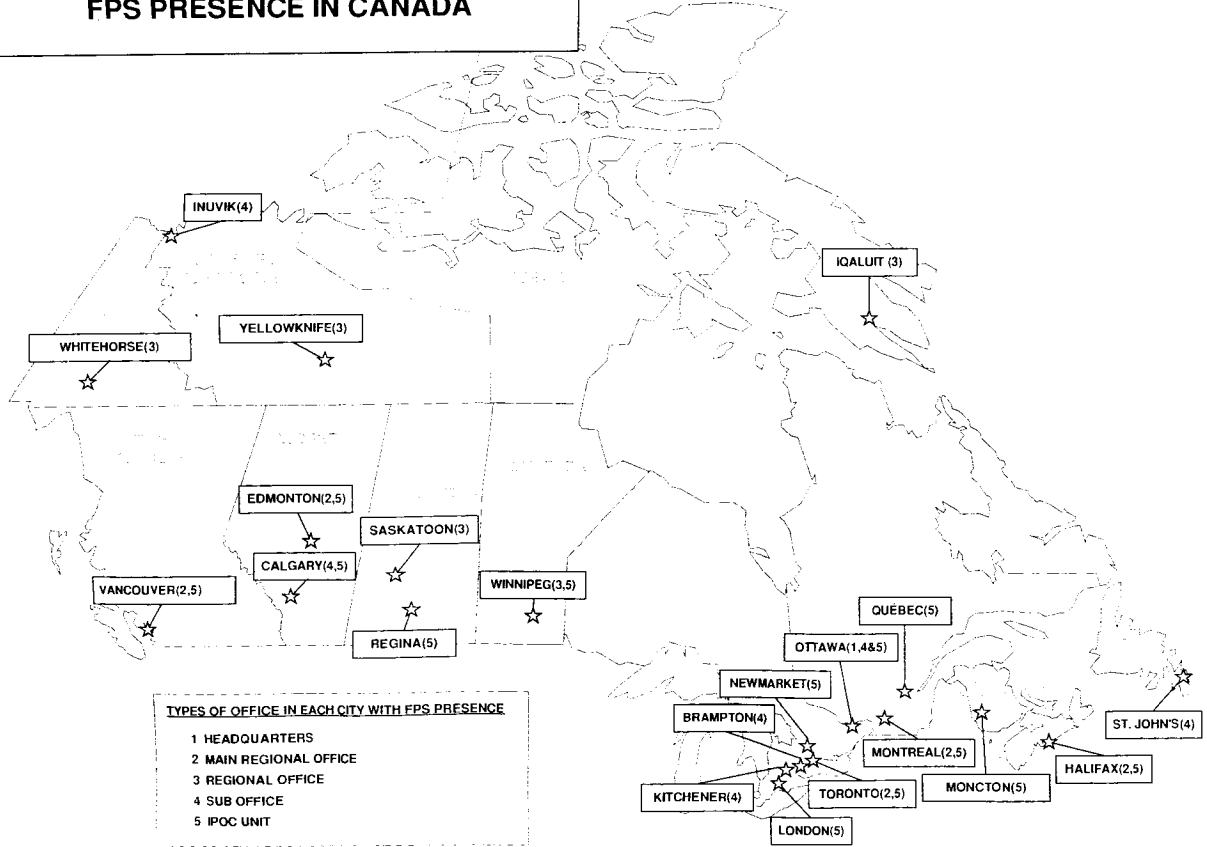 FPS PRESENCE IN CANADA
INUVIK(4)
IQALUIT (3)
YELLOWKNIFE(3)
WHITEHORSE(3)
EDMONTON(2,5)
SASKATOON(3)
CALGARY(4,5)
WINNIPEG(3,5)
VANCOUVER(2,5)
REGINA(5)
QUÉBEC(5)
OTTAWA(1,4&5)
NEWMARKET(5)
BRAMPTON(4)
ST. JOHN'S(4)
MONTREAL(2,5)
HALIFAX(2,5)
MONCTON(5)
KITCHENER(4)
TORONTO(2,5)
LONDON(5)
TYPES OF OFFICE IN EACH CITY WITH FPS PRESENCE
1 HEADQUARTERS
2 MAIN REGIONAL OFFICE
3 REGIONAL OFFICE
4 SUB OFFICE
5 IPOC UNIT